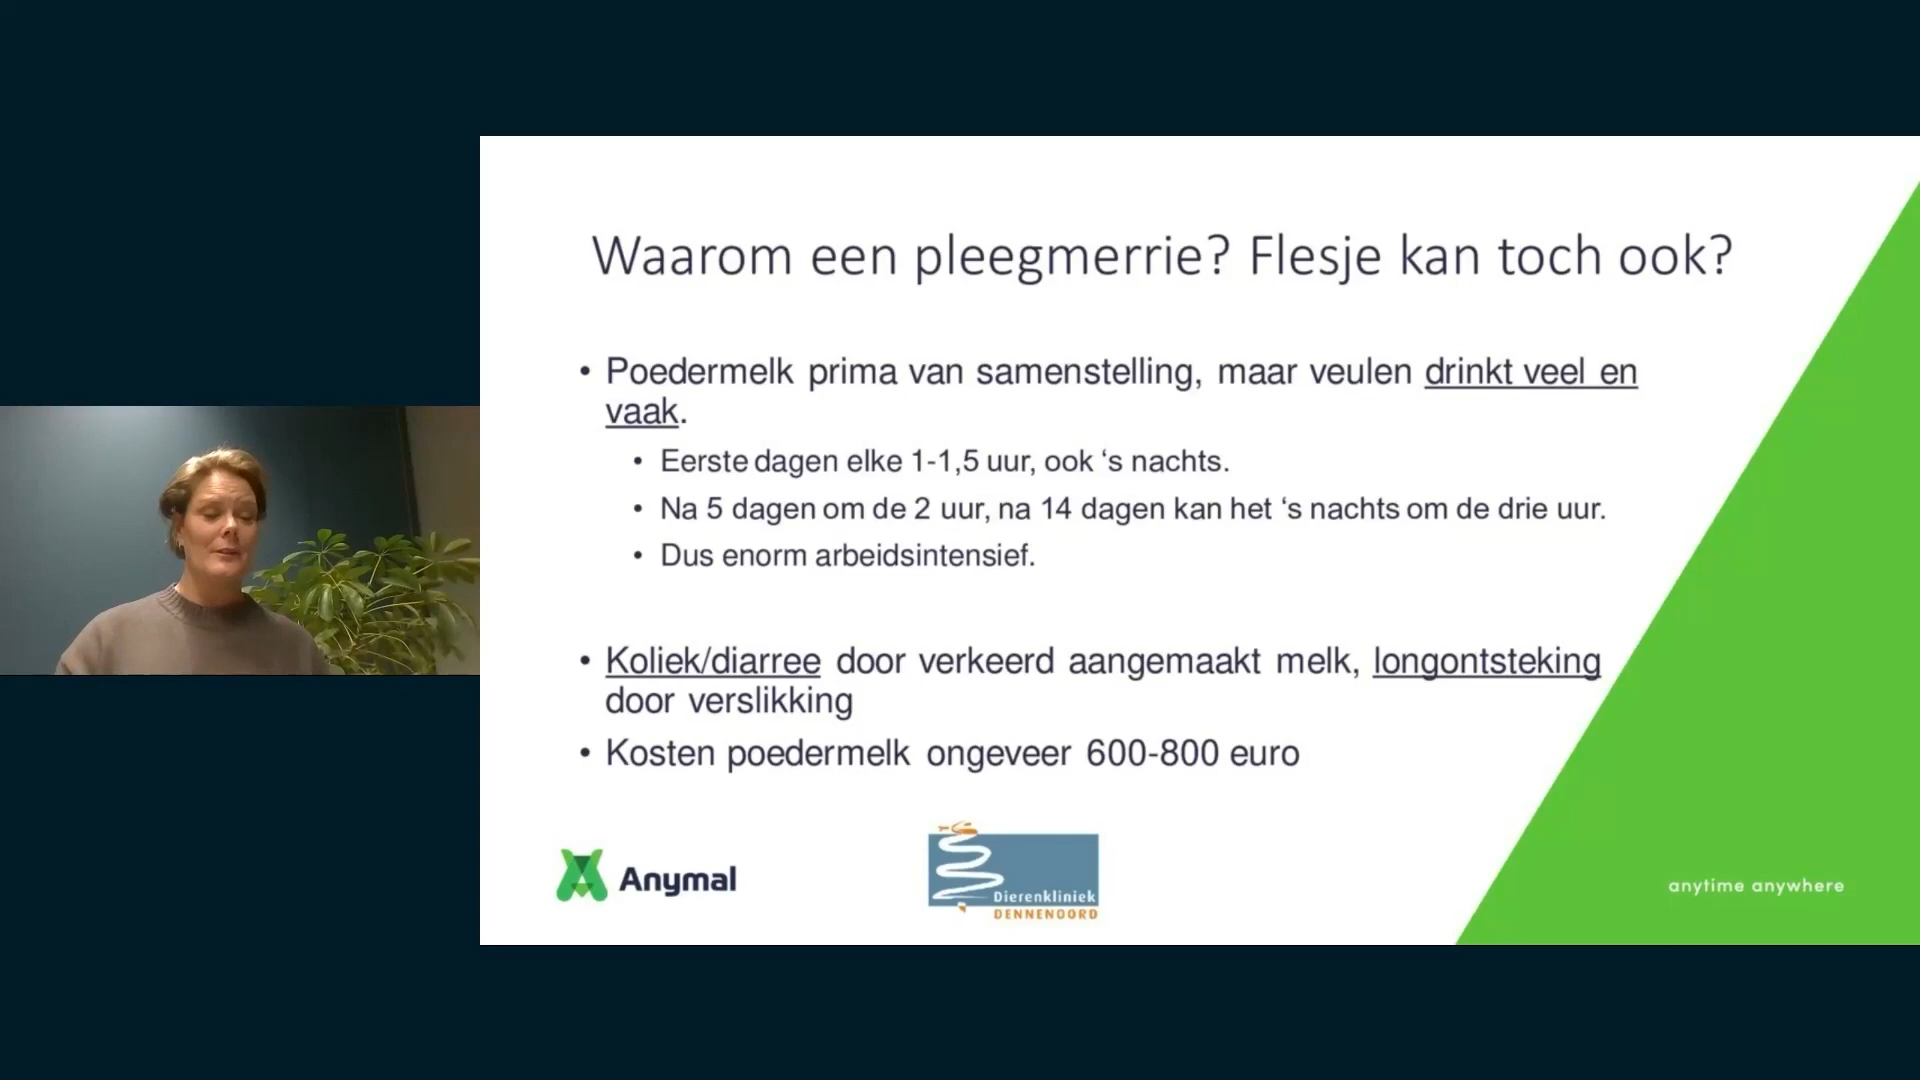 Waarom een pleegmerrie? Flesje kan toch ook?
• Poedermelk prima van samenstelling, maar veulen drinkt veel en
vaak.
• Eerste dagen elke 1-1,5 uur, ook ‘s nachts.
• Na 5 dagen om de 2 uur, na 14 dagen kan het ‘s nachts om de drie uur.
• Dus enorm arbeidsintensief.
• Koliek/diarree door verkeerd aangemaakt melk, longontsteking
door verslikking
• Kosten poedermelk ongeveer 600-800 euro
Anymal
Dierenkliniek
DENNENOORD
anytime anywhere